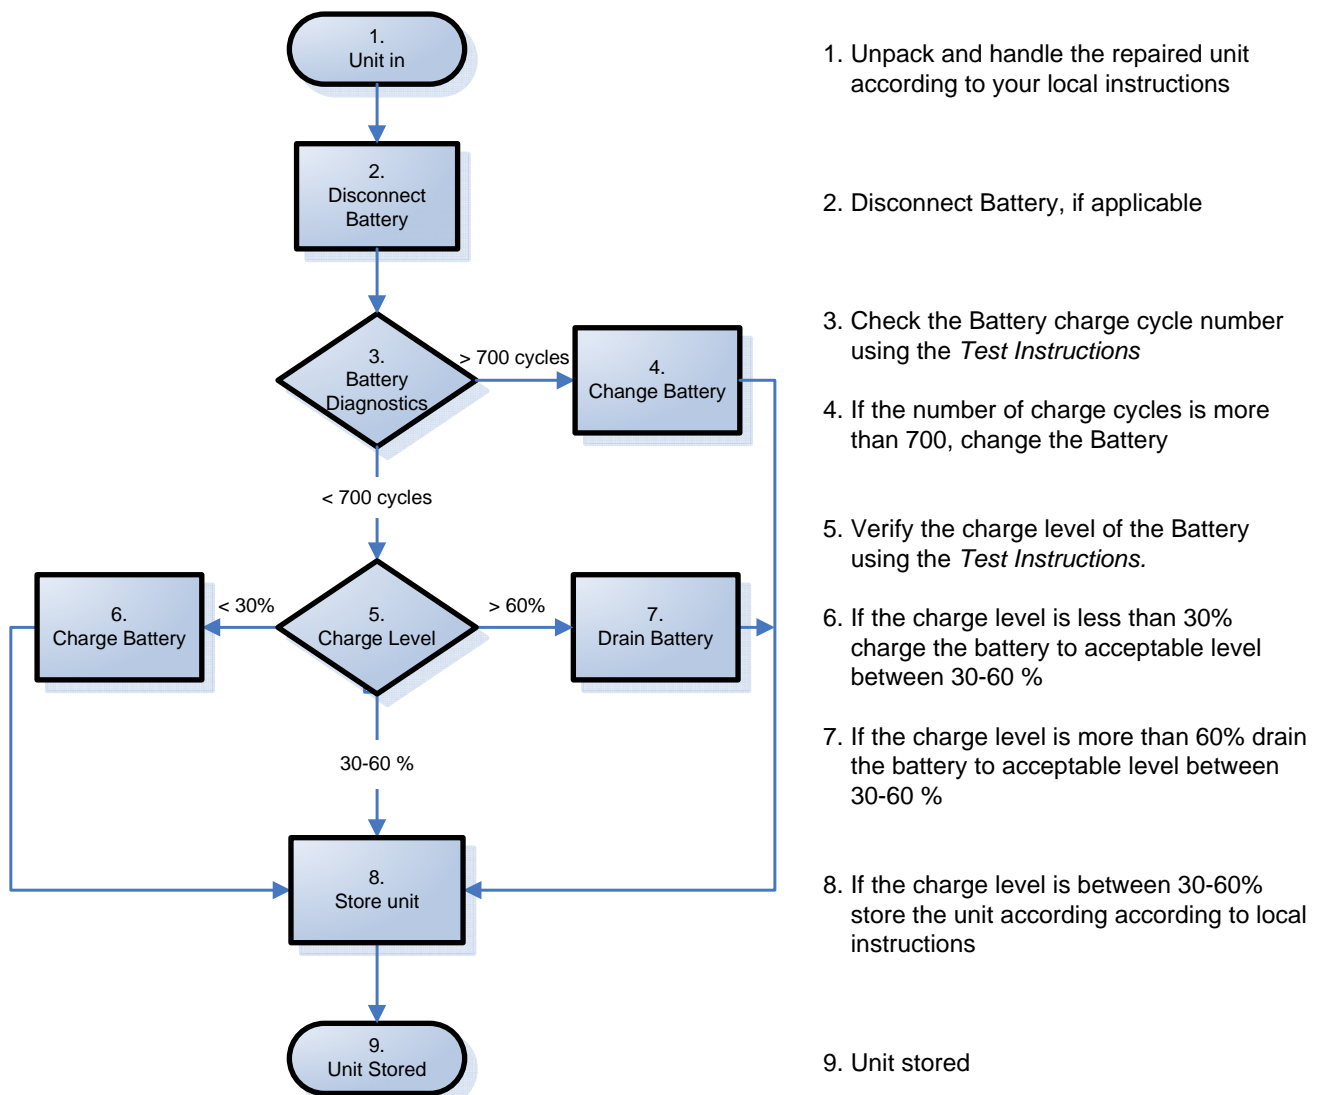 1.
Unit in
2.
Disconnect
Battery
3.
Battery
Diagnostics
> 700 cycles
4.
Change Battery
< 700 cycles
6.
Charge Battery
< 30%
5.
Charge Level
> 60%
7.
Drain Battery
30-60 %
8.
Store unit
9.
Unit Stored
1. Unpack and handle the repaired unit
according to your local instructions
2. Disconnect Battery, if applicable
3. Check the Battery charge cycle number
using the Test Instructions
4. If the number of charge cycles is more
than 700, change the Battery
5. Verify the charge level of the Battery
using the Test Instructions.
6. If the charge level is less than 30%
charge the battery to acceptable level
between 30-60 %
7. If the charge level is more than 60% drain
the battery to acceptable level between
30-60 %
8. If the charge level is between 30-60%
store the unit according according to local
instructions
9. Unit stored